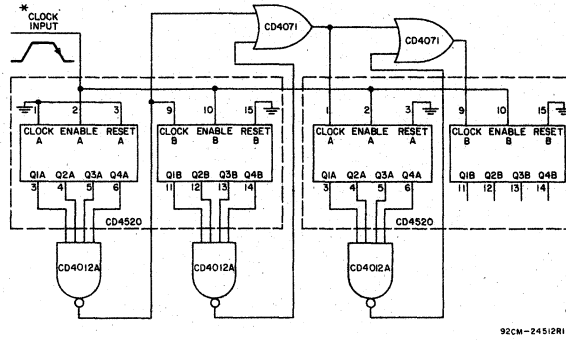 *
CLOCK
INPUT
CD4071
CD4071
1 2 3
9 10 15
1 2 3
9 10 15
CLOCK A ENABLE A RESET A
CLOCK B ENABLE B RESET B
CLOCK A ENABLE A RESET A
CLOCK B ENABLE B RESET B
Q1A Q2A Q3A Q4A
Q1B Q2B Q3B Q4B
Q1A Q2A Q3A Q4A
Q1B Q2B Q3B Q4B
3 4 5 6
11 12 13 14
3 4 5 6
11 12 13 14
CD4520
CD4520
CD4012A
CD4012A
CD4012A
92CM-24512R1